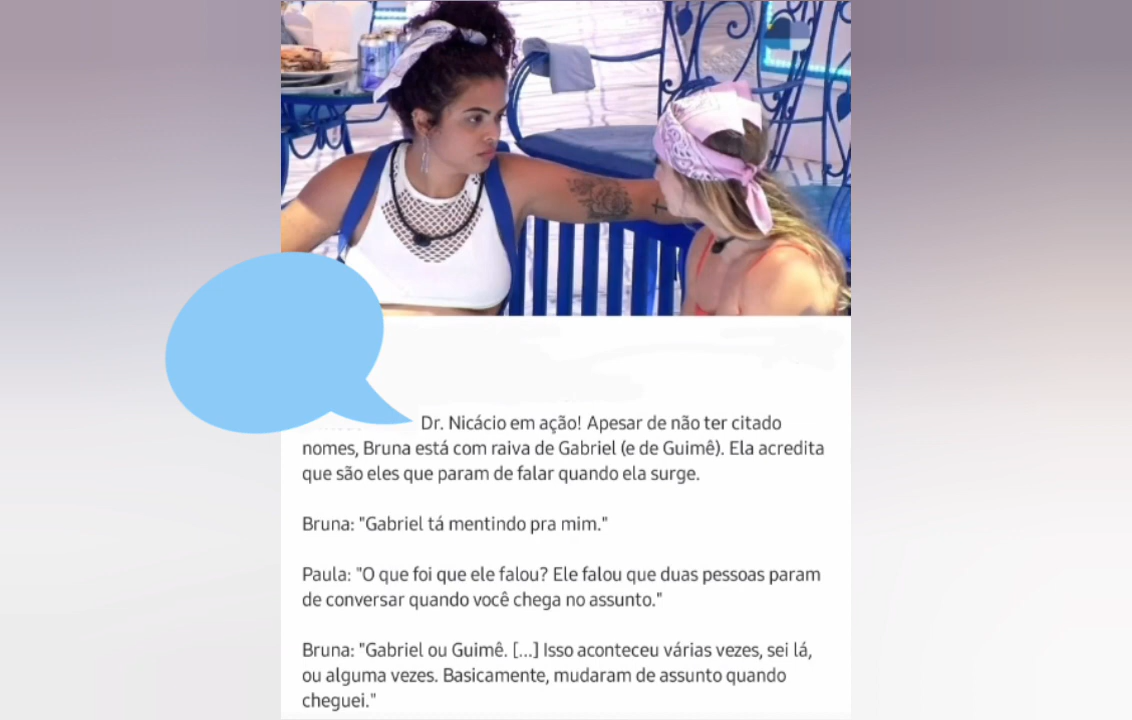 Dr. Nicácio em ação! Apesar de não ter citado
nomes, Bruna está com raiva de Gabriel (e de Guimê). Ela acredita
que são eles que param de falar quando ela surge.
Bruna: "Gabriel tá mentindo pra mim."
Paula: "O que foi que ele falou? Ele falou que duas pessoas param
de conversar quando você chega no assunto."
Bruna: "Gabriel ou Guimê. [...] Isso aconteceu várias vezes, sei lá,
ou alguma vezes. Basicamente, mudaram de assunto quando
cheguei."